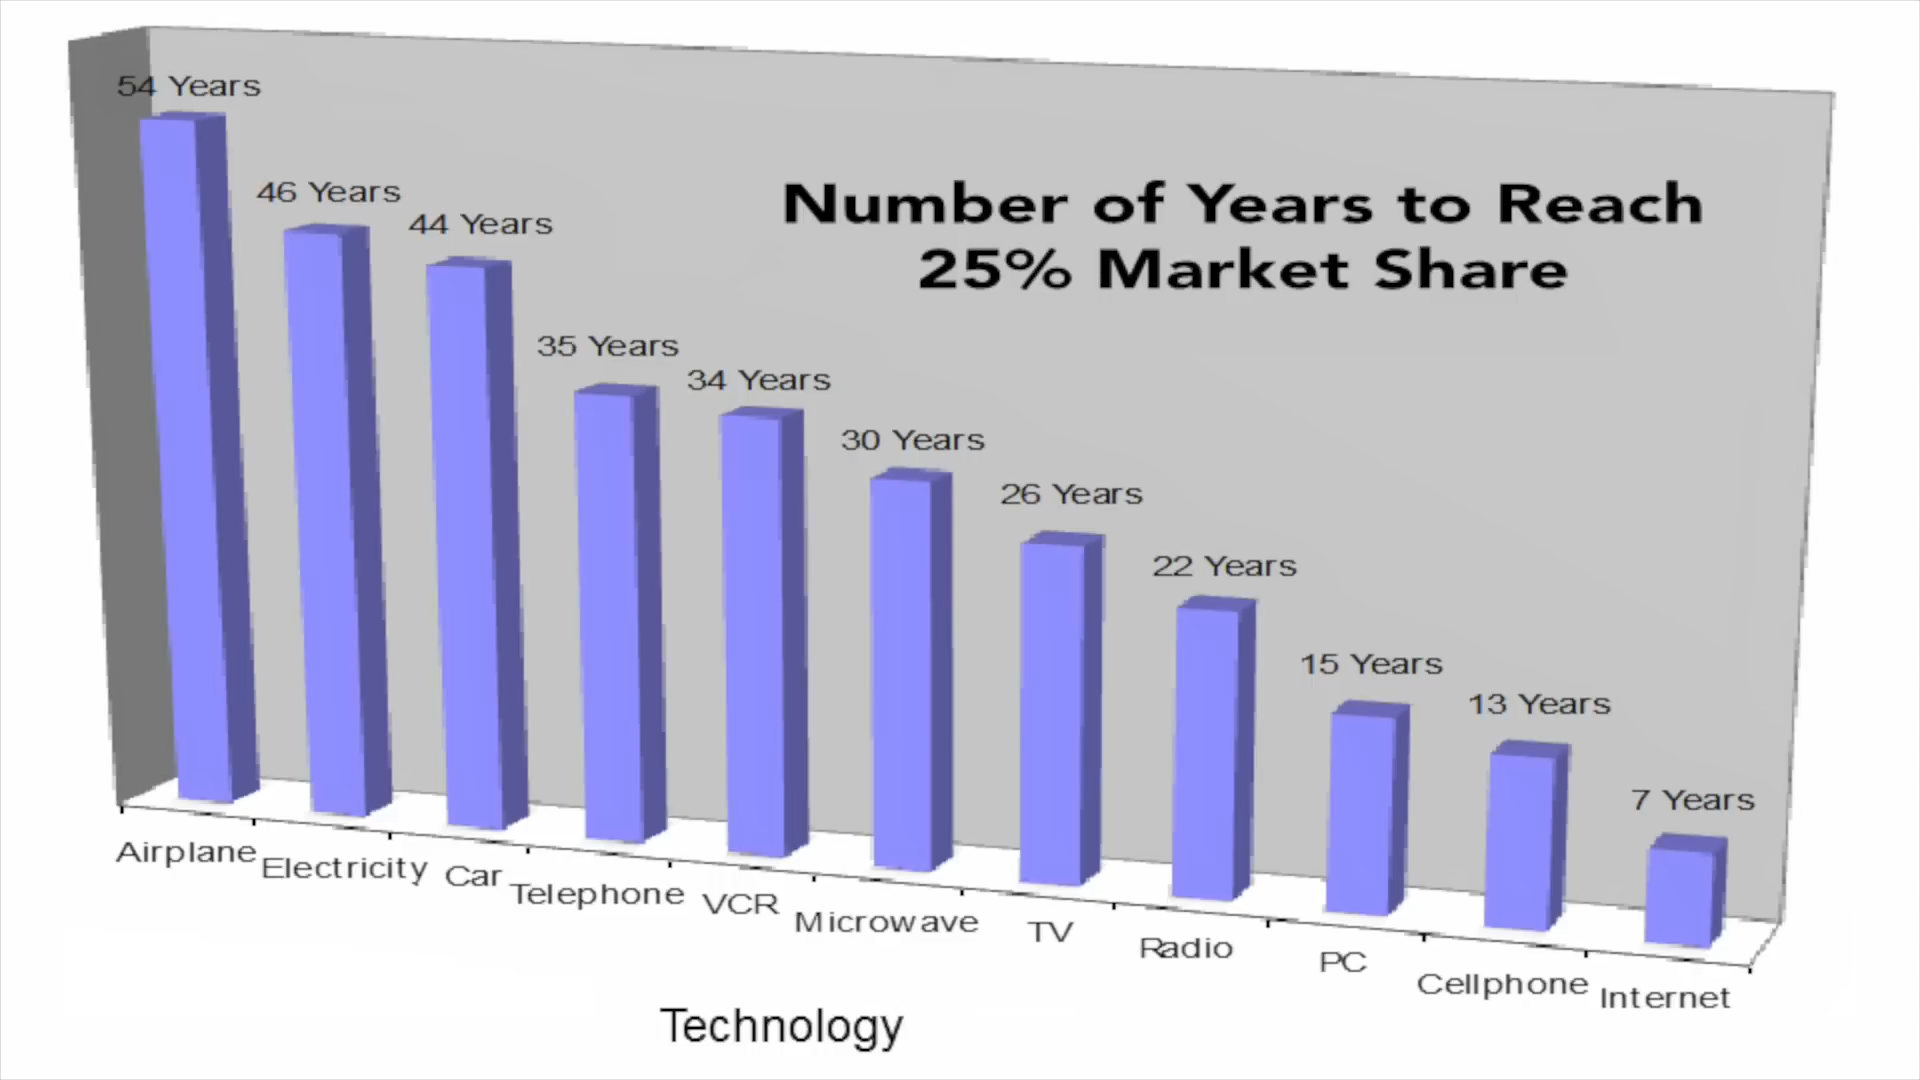 54 Years
46 Years
44 Years
35 Years
34 Years
30 Years
26 Years
22 Years
15 Years
13 Years
7 Years
Number of Years to Reach
25% Market Share
Airplane
Electricity
Car
Telephone
VCR
Microwave
TV
Radio
PC
Cellphone
Internet
Technology